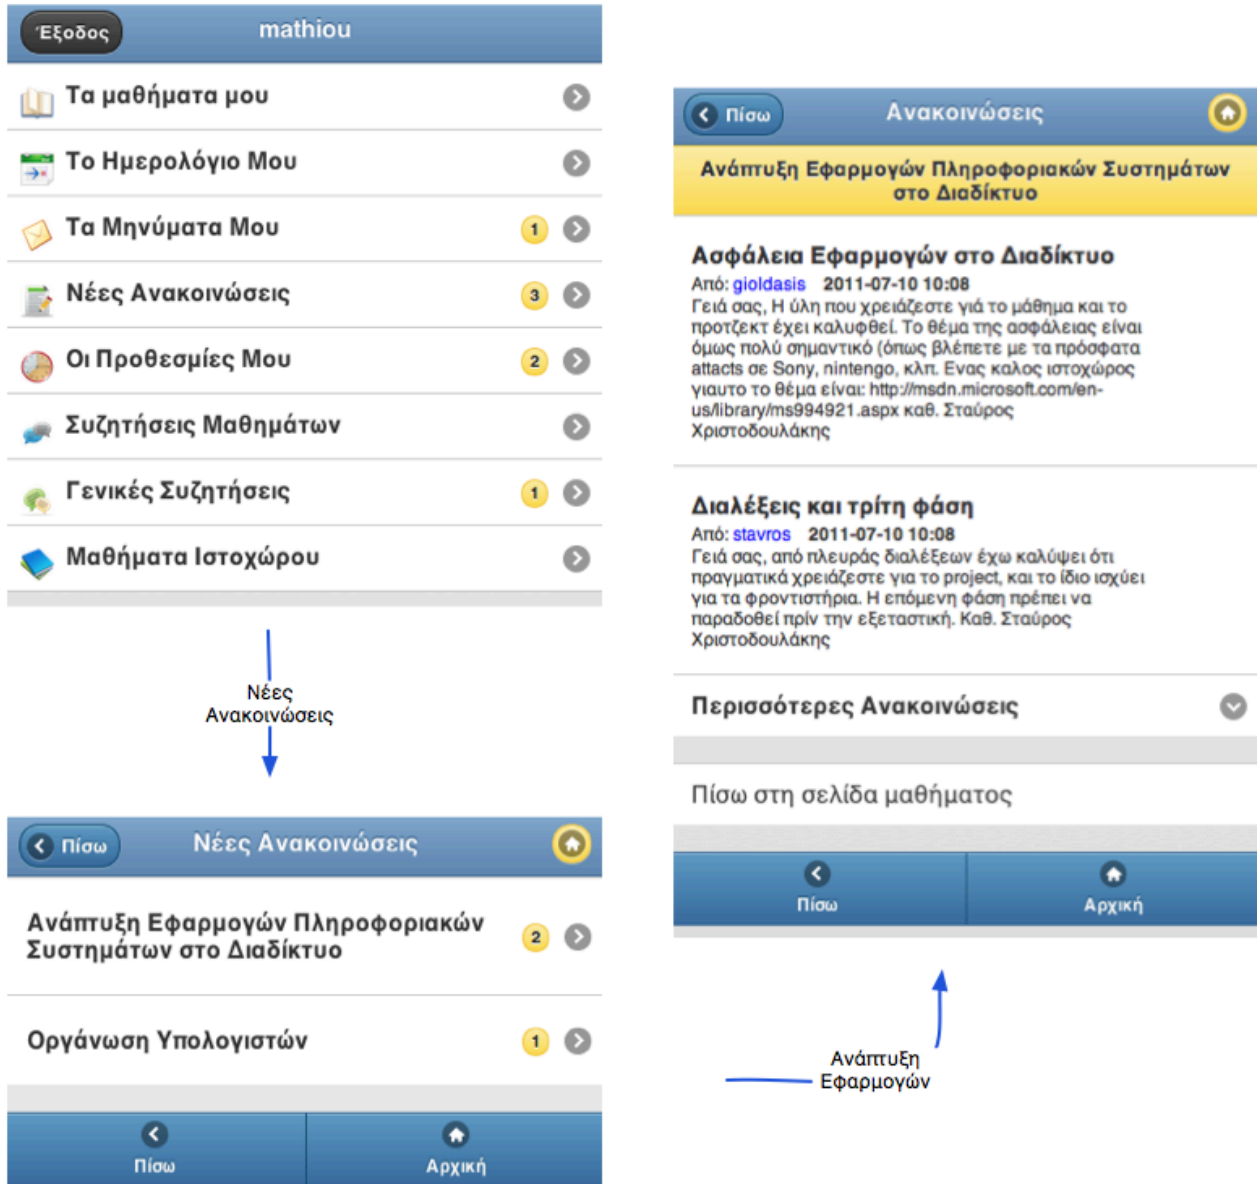 Έξοδος
mathiou
Τα μαθήματα μου
Το Ημερολόγιο Μου
Τα Μηνύματα Μου 1
Νέες Ανακοινώσεις 3
Οι Προθεσμίες Μου 2
Συζητήσεις Μαθημάτων
Γενικές Συζητήσεις 1
Μαθήματα Ιστοχώρου
Νέες
Ανακοινώσεις
Πίσω
Νέες Ανακοινώσεις
Ανάπτυξη Εφαρμογών Πληροφοριακών
Συστημάτων στο Διαδίκτυο
2
Οργάνωση Υπολογιστών 1
Πίσω
Αρχική
Πίσω
Ανακοινώσεις
Ανάπτυξη Εφαρμογών Πληροφοριακών Συστημάτων
στο Διαδίκτυο
Ασφάλεια Εφαρμογών στο Διαδίκτυο
Από: gioldasis 2011-07-10 10:08
Γειά σας, Η ύλη που χρειάζεστε γιά το μάθημα και το
προτζεκτ έχει καλυφθεί. Το θέμα της ασφάλειας είναι
όμως πολύ σημαντικό (όπως βλέπετε με τα πρόσφατα
attacts σε Sony, nintengo, κλπ. Ενας καλος ιστοχώρος
γιαυτο το θέμα είναι: http://msdn.microsoft.com/en-
us/library/ms994921.aspx καθ. Σταύρος
Χριστοδουλάκης
Διαλέξεις και τρίτη φάση
Από: stavros 2011-07-10 10:08
Γειά σας, από πλευράς διαλέξεων έχω καλύψει ότι
πραγματικά χρειάζεστε για το project, και το ίδιο ισχύει
για τα φροντιστήρια. Η επόμενη φάση πρέπει να
παραδοθεί πρίν την εξεταστική. Καθ. Σταύρος
Χριστοδουλάκης
Περισσότερες Ανακοινώσεις
Πίσω στη σελίδα μαθήματος
Πίσω
Αρχική
Ανάπτυξη
Εφαρμογών